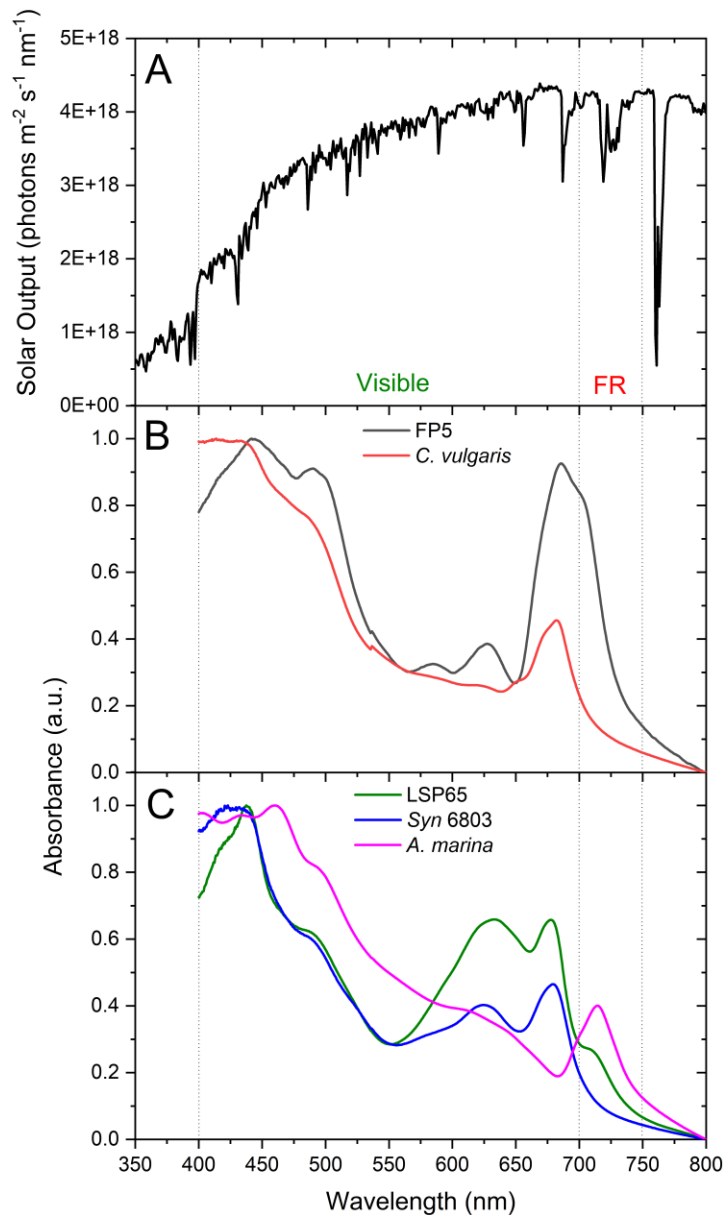 A
5E+18
4E+18
3E+18
2E+18
1E+18
0E+00
Solar Output (photons m⁻² s⁻¹ nm⁻¹)
Visible
FR
B
FP5
C. vulgaris
1.0
0.8
0.6
0.4
0.2
0.0
Absorbance (a.u.)
C
LSP65
Syn 6803
A. marina
1.0
0.8
0.6
0.4
0.2
0.0
350 400 450 500 550 600 650 700 750 800
Wavelength (nm)